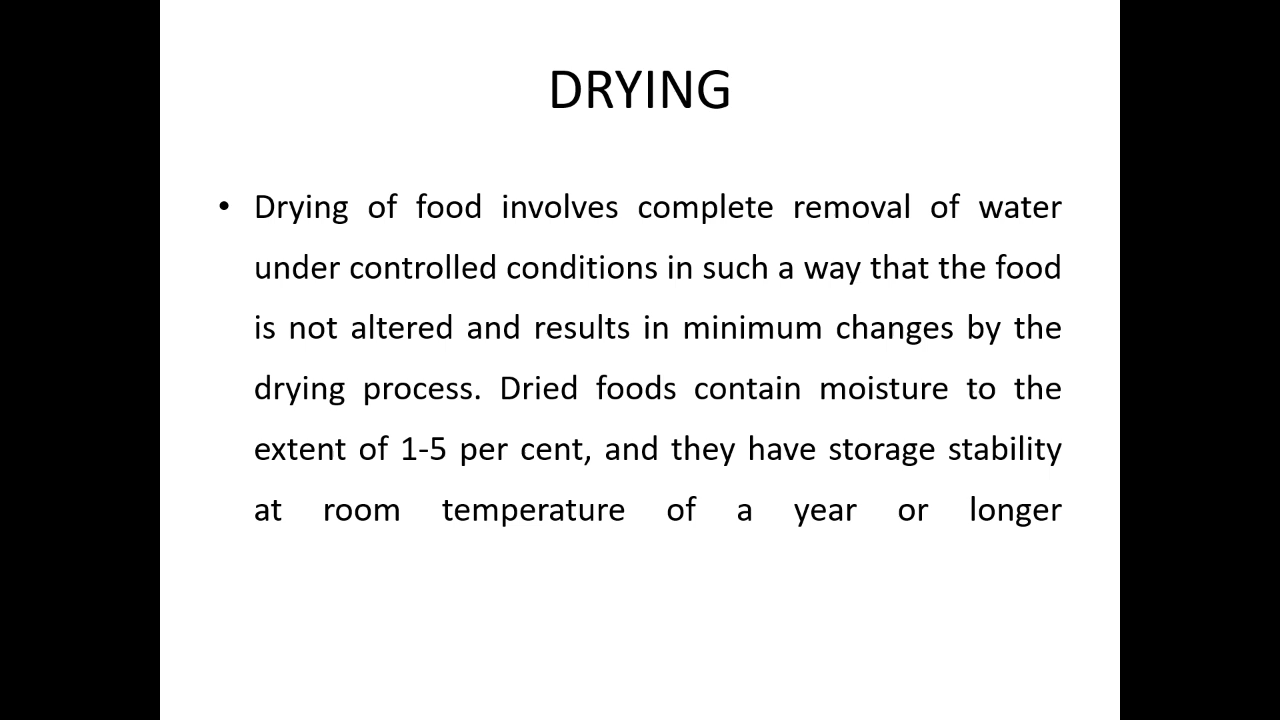 DRYING
• Drying of food involves complete removal of water
under controlled conditions in such a way that the food
is not altered and results in minimum changes by the
drying process. Dried foods contain moisture to the
extent of 1-5 per cent, and they have storage stability
at room temperature of a year or longer